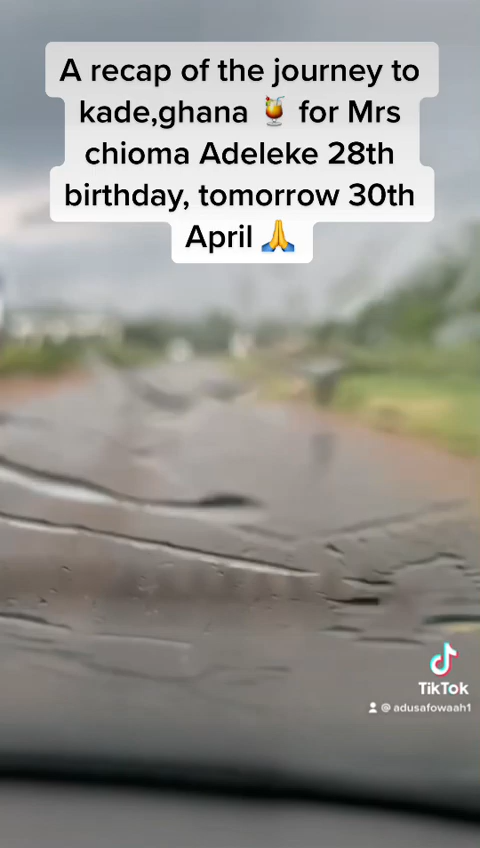 A recap of the journey to
kade,ghana 🍹 for Mrs
chioma Adeleke 28th
birthday, tomorrow 30th
April 🙏
TikTok
@ adusafowaah1